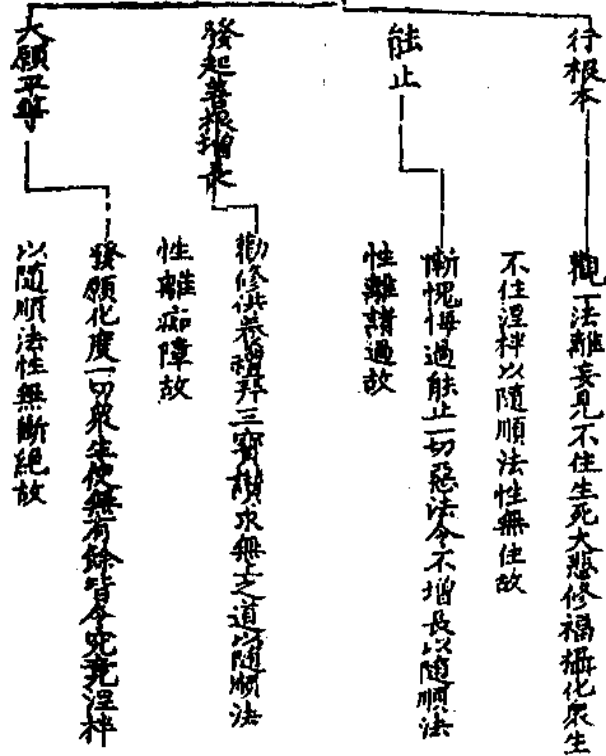 行根本
觀一法離妄見不住生死大悲修福攝化衆生
不住涅槃以隨順法性無住故
能止
慚愧悔過能止一切惡法令不增長以隨順法
性離諸過故
發起善根增長
勤修供養禮拜三寶讃求無上之道以隨順法
性離痴障故
大願平等
發願化度一切衆生使無有餘皆令究竟涅槃
以隨順法性無斷絕故